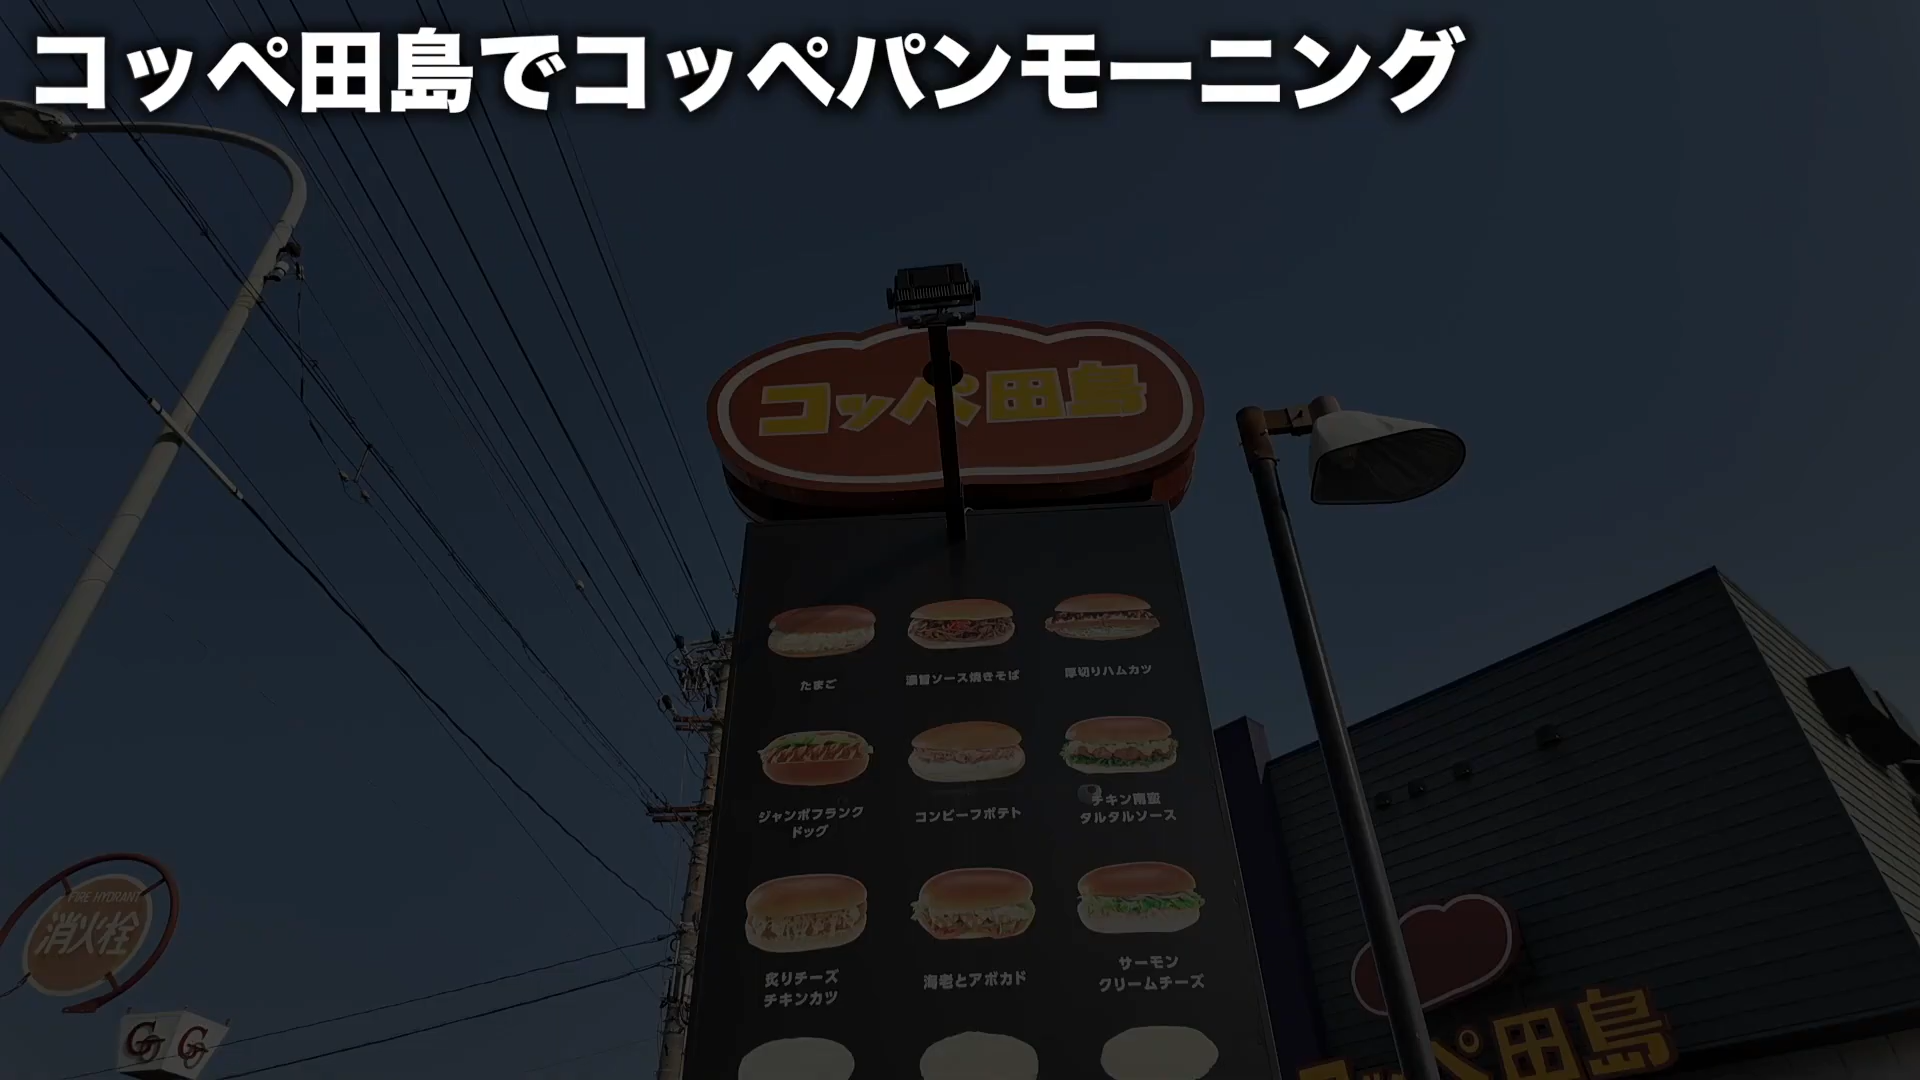 コッペ田島でコッペパンモーニング
コッペ田島
たまご
濃旨ソース焼きそば
厚切りハムカツ
ジャンボフランク
ドッグ
コンビーフポテト
チキン南蛮
タルタルソース
炙りチーズ
チキンカツ
海老とアボカド
サーモン
クリームチーズ
FIRE HYDRANT
消火栓
コッペ田島